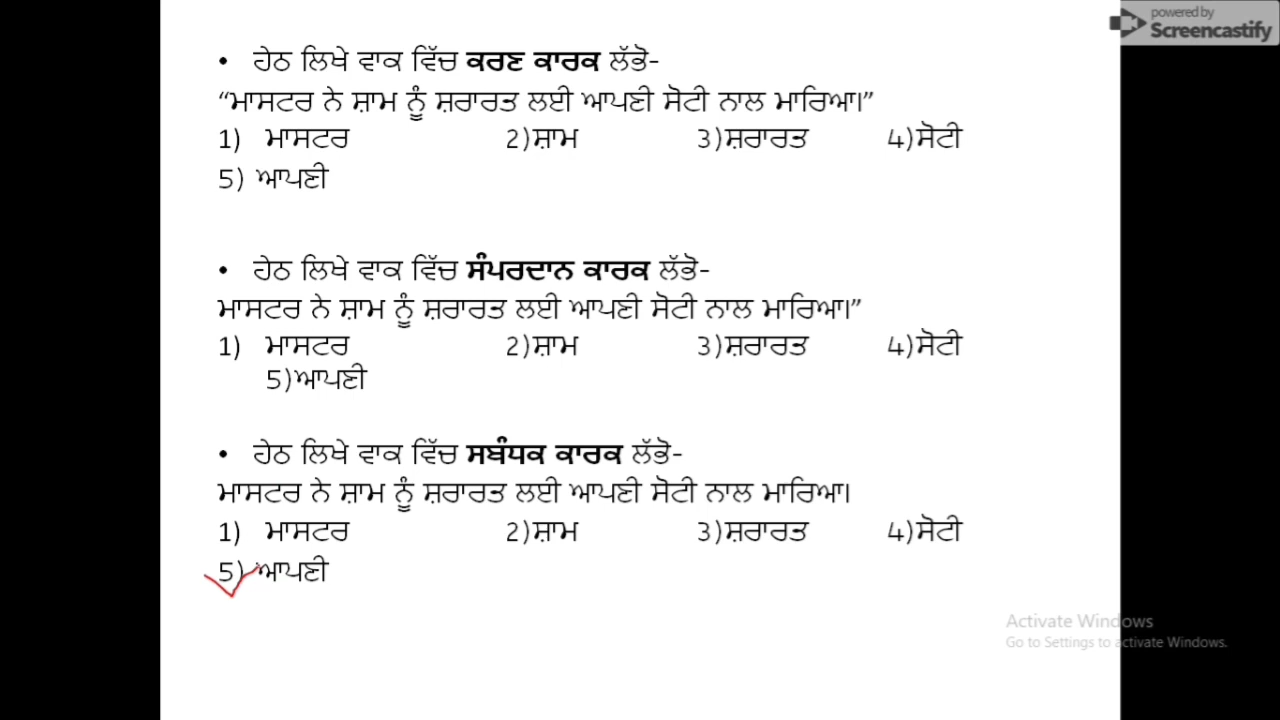 powered by
Screencastify
• ਹੇਠ ਲਿਖੇ ਵਾਕ ਵਿੱਚ ਕਰਣ ਕਾਰਕ ਲੱਭੋ-
“ਮਾਸਟਰ ਨੇ ਸ਼ਾਮ ਨੂੰ ਸ਼ਰਾਰਤ ਲਈ ਆਪਣੀ ਸੋਟੀ ਨਾਲ ਮਾਰਿਆ।”
1) ਮਾਸਟਰ 2)ਸ਼ਾਮ 3)ਸ਼ਰਾਰਤ 4)ਸੋਟੀ
5) ਆਪਣੀ
• ਹੇਠ ਲਿਖੇ ਵਾਕ ਵਿੱਚ ਸੰਪਰਦਾਨ ਕਾਰਕ ਲੱਭੋ-
ਮਾਸਟਰ ਨੇ ਸ਼ਾਮ ਨੂੰ ਸ਼ਰਾਰਤ ਲਈ ਆਪਣੀ ਸੋਟੀ ਨਾਲ ਮਾਰਿਆ।”
1) ਮਾਸਟਰ 2)ਸ਼ਾਮ 3)ਸ਼ਰਾਰਤ 4)ਸੋਟੀ
5)ਆਪਣੀ
• ਹੇਠ ਲਿਖੇ ਵਾਕ ਵਿੱਚ ਸਬੰਧਕ ਕਾਰਕ ਲੱਭੋ-
ਮਾਸਟਰ ਨੇ ਸ਼ਾਮ ਨੂੰ ਸ਼ਰਾਰਤ ਲਈ ਆਪਣੀ ਸੋਟੀ ਨਾਲ ਮਾਰਿਆ।
1) ਮਾਸਟਰ 2)ਸ਼ਾਮ 3)ਸ਼ਰਾਰਤ 4)ਸੋਟੀ
5) ਆਪਣੀ
Activate Windows
Go to Settings to activate Windows.